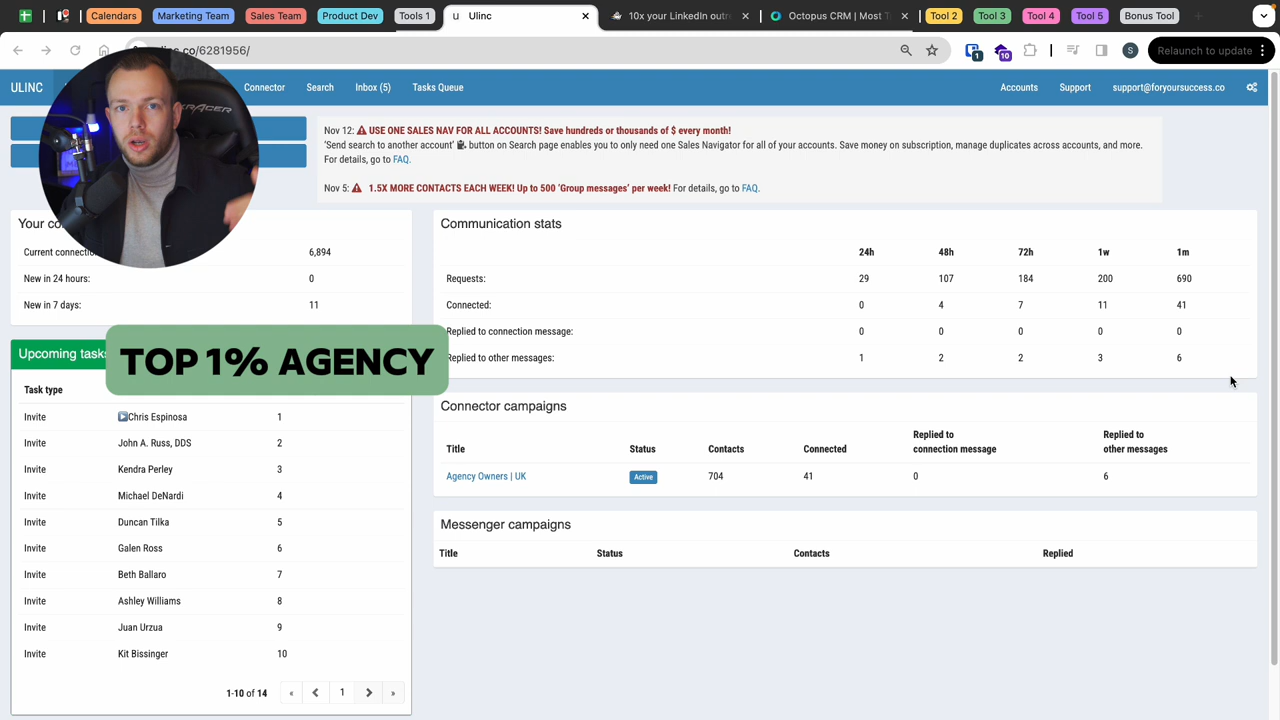 Calendars Marketing Team Sales Team Product Dev Tools 1 Ulinc 10x your LinkedIn outr Octopus CRM | Most T Tool 2 Tool 3 Tool 4 Tool 5 Bonus Tool
.co/6281956/ 1 10 S Relaunch to update
ULINC Connector Search Inbox (5) Tasks Queue Accounts Support support@foryoursuccess.co
Nov 12: USE ONE SALES NAV FOR ALL ACCOUNTS! Save hundreds or thousands of $ every month!
'Send search to another account' button on Search page enables you to only need one Sales Navigator for all of your accounts. Save money on subscription, manage duplicates across accounts, and more.
For details, go to FAQ.
Nov 5: 1.5X MORE CONTACTS EACH WEEK! Up to 500 'Group messages' per week! For details, go to FAQ.
Your
Current 6,894
New in 24 hours: 0
New in 7 days: 11
Communication stats
24h 48h 72h 1w 1m
Requests: 29 107 184 200 690
Connected: 0 4 7 11 41
Replied to connection message: 0 0 0 0 0
Replied to other messages: 1 2 2 3 6
TOP 1% AGENCY
Upcoming tasks
Task type
Invite Chris Espinosa 1
Invite John A. Russ, DDS 2
Invite Kendra Perley 3
Invite Michael DeNardi 4
Invite Duncan Tilka 5
Invite Galen Ross 6
Invite Beth Ballaro 7
Invite Ashley Williams 8
Invite Juan Urzua 9
Invite Kit Bissinger 10
1-10 of 14 « 1 »
Connector campaigns
Title Status Contacts Connected Replied to connection message Replied to other messages
Agency Owners | UK Active 704 41 0 6
Messenger campaigns
Title Status Contacts Replied